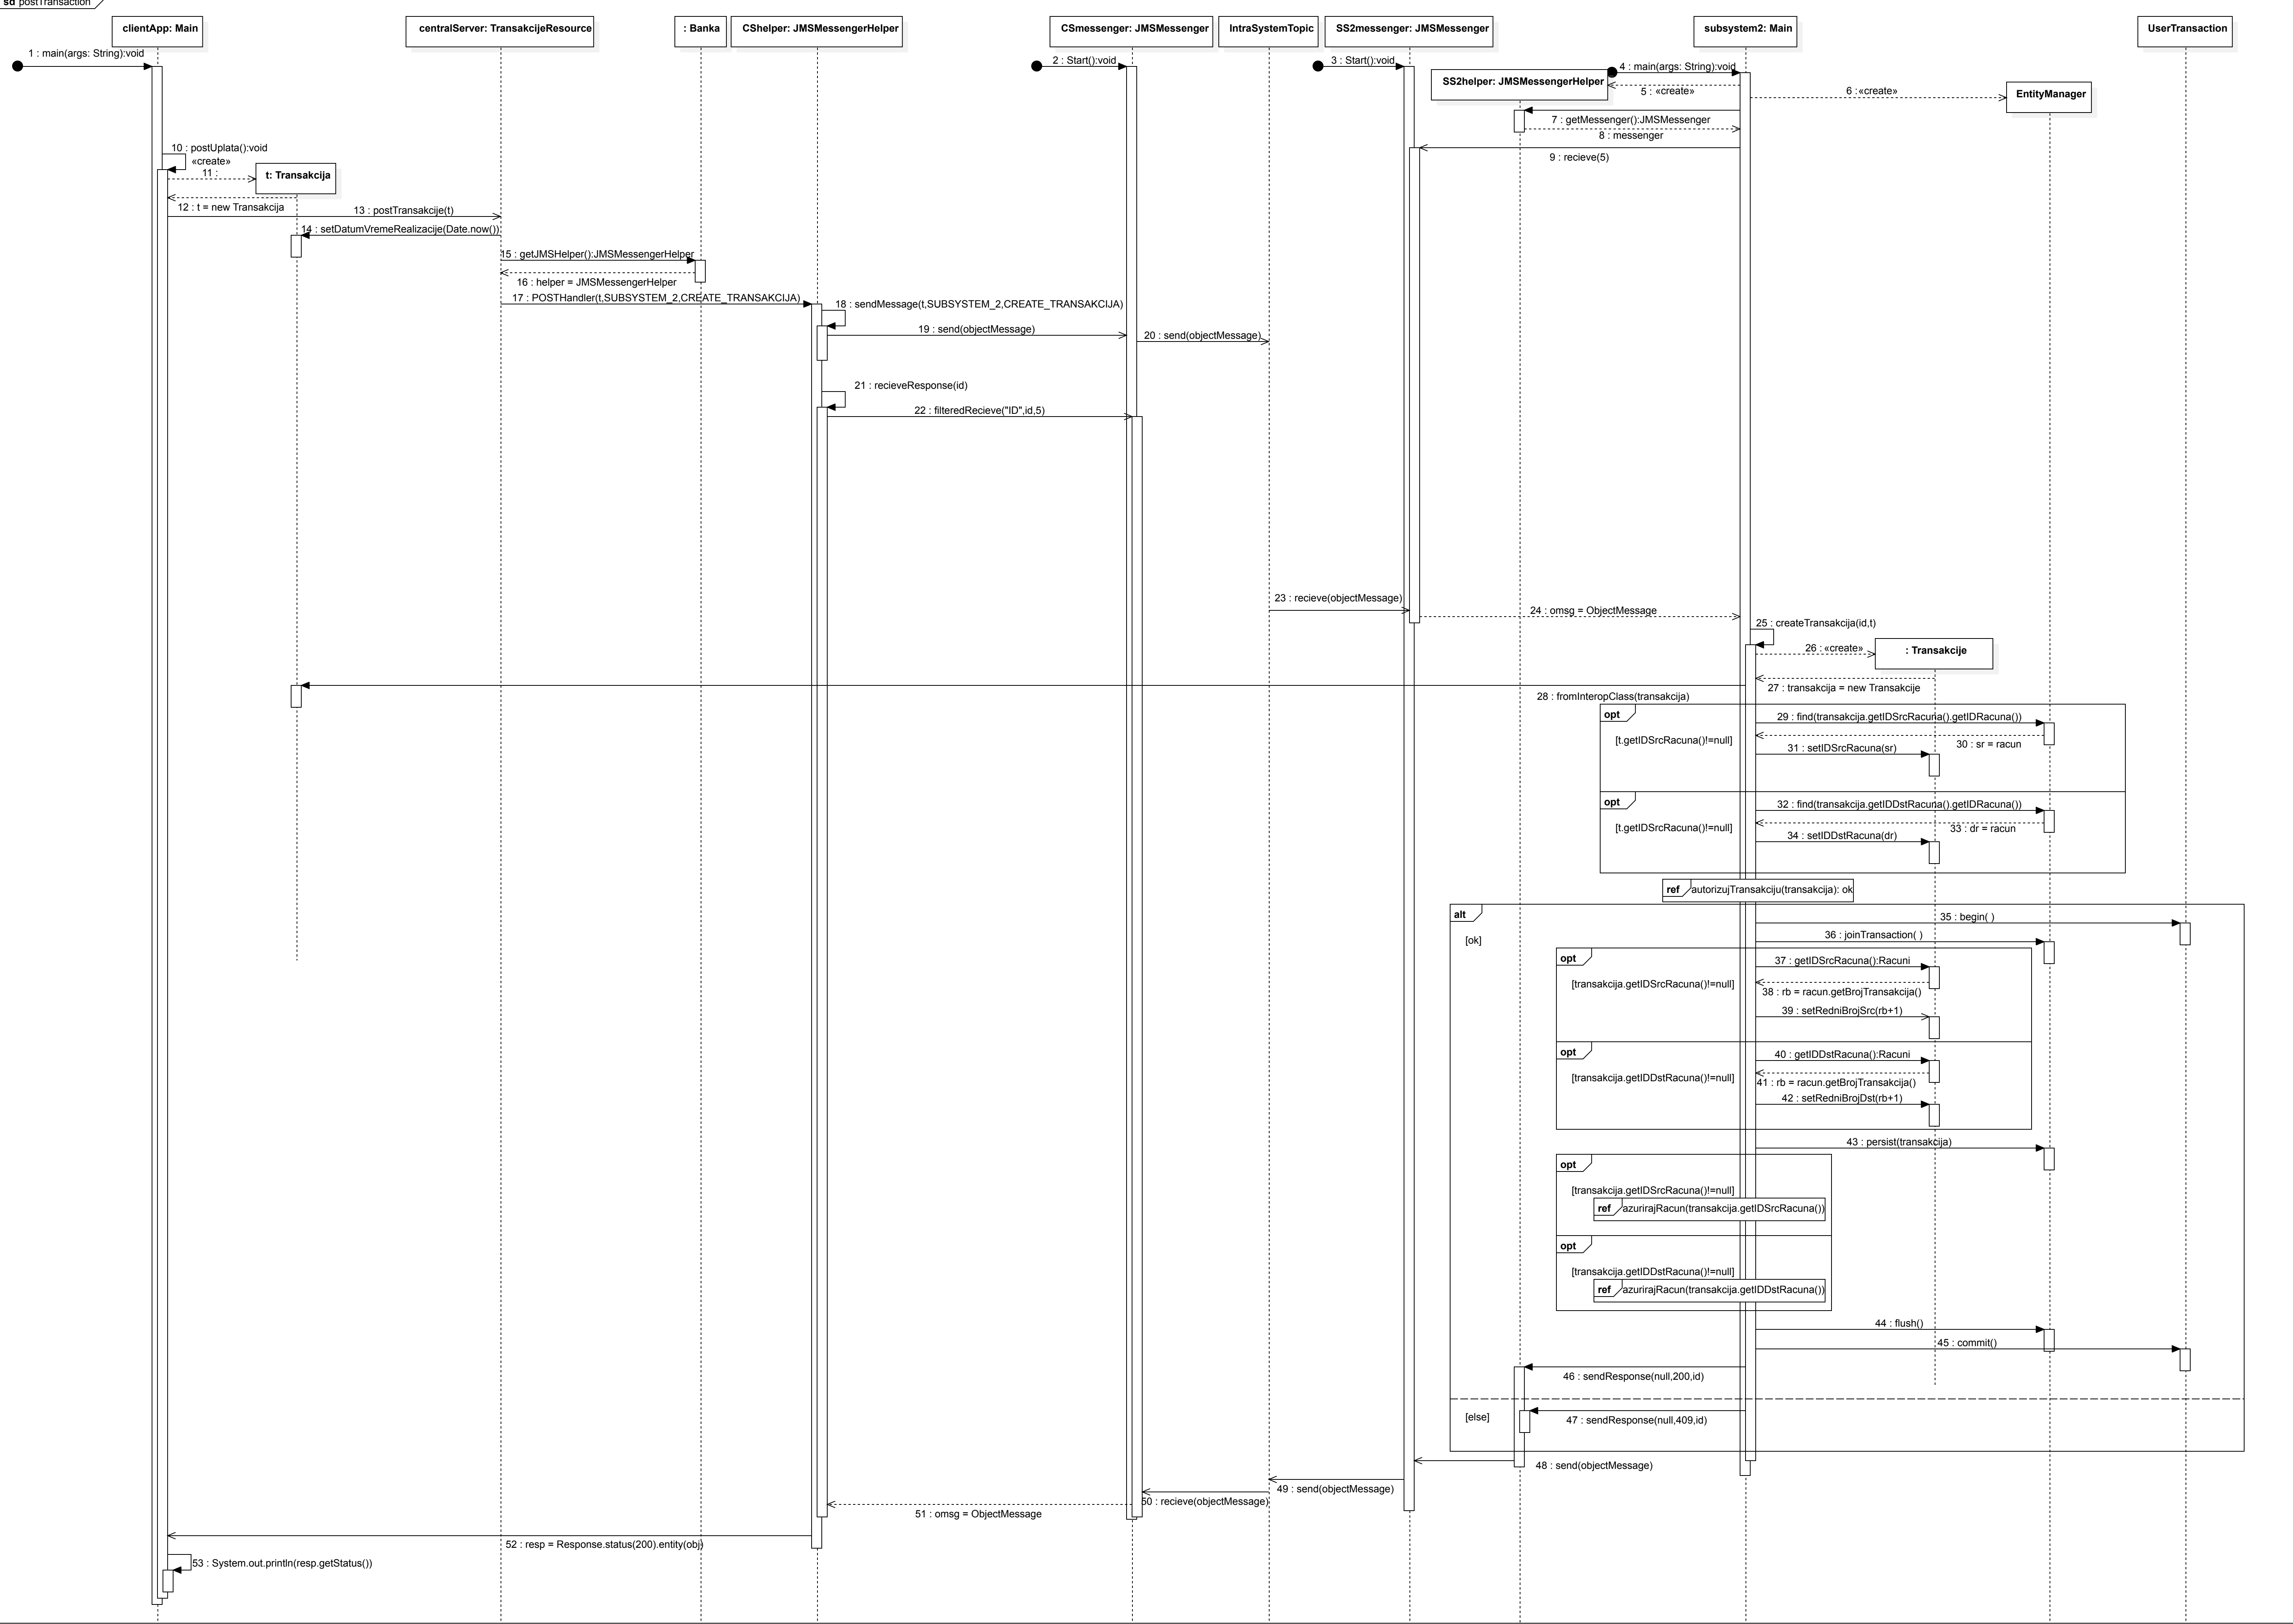 sd postTransaction
clientApp: Main
centralServer: TransakcijeResource
: Banka
CShelper: JMSMessengerHelper
CSmessenger: JMSMessenger
IntraSystemTopic
SS2messenger: JMSMessenger
subsystem2: Main
UserTransaction
1 : main(args: String):void
2 : Start():void
3 : Start():void
4 : main(args: String):void
SS2helper: JMSMessengerHelper
5 : «create»
6 :«create»
EntityManager
7 : getMessenger():JMSMessenger
8 : messenger
9 : recieve(5)
10 : postUplata():void
«create»
11 :
t: Transakcija
12 : t = new Transakcija
13 : postTransakcije(t)
14 : setDatumVremeRealizacije(Date.now())
15 : getJMSHelper():JMSMessengerHelper
16 : helper = JMSMessengerHelper
17 : POSTHandler(t,SUBSYSTEM_2,CREATE_TRANSAKCIJA)
18 : sendMessage(t,SUBSYSTEM_2,CREATE_TRANSAKCIJA)
19 : send(objectMessage)
20 : send(objectMessage)
21 : recieveResponse(id)
22 : filteredRecieve("ID",id,5)
23 : recieve(objectMessage)
24 : omsg = ObjectMessage
25 : createTransakcija(id,t)
26 : «create»
: Transakcije
27 : transakcija = new Transakcije
28 : fromInteropClass(transakcija)
opt
29 : find(transakcija.getIDSrcRacuna().getIDRacuna())
[t.getIDSrcRacuna()!=null]
30 : sr = racun
31 : setIDSrcRacuna(sr)
opt
32 : find(transakcija.getIDDstRacuna().getIDRacuna())
[t.getIDSrcRacuna()!=null]
33 : dr = racun
34 : setIDDstRacuna(dr)
ref
autorizujTransakciju(transakcija): ok
alt
35 : begin( )
[ok]
36 : joinTransaction( )
opt
37 : getIDSrcRacuna():Racuni
[transakcija.getIDSrcRacuna()!=null]
38 : rb = racun.getBrojTransakcija()
39 : setRedniBrojSrc(rb+1)
opt
40 : getIDDstRacuna():Racuni
[transakcija.getIDDstRacuna()!=null]
41 : rb = racun.getBrojTransakcija()
42 : setRedniBrojDst(rb+1)
43 : persist(transakcija)
opt
[transakcija.getIDSrcRacuna()!=null]
ref
azurirajRacun(transakcija.getIDSrcRacuna())
opt
[transakcija.getIDDstRacuna()!=null]
ref
azurirajRacun(transakcija.getIDDstRacuna())
44 : flush()
45 : commit()
46 : sendResponse(null,200,id)
[else]
47 : sendResponse(null,409,id)
48 : send(objectMessage)
49 : send(objectMessage)
50 : recieve(objectMessage)
51 : omsg = ObjectMessage
52 : resp = Response.status(200).entity(obj)
53 : System.out.println(resp.getStatus())